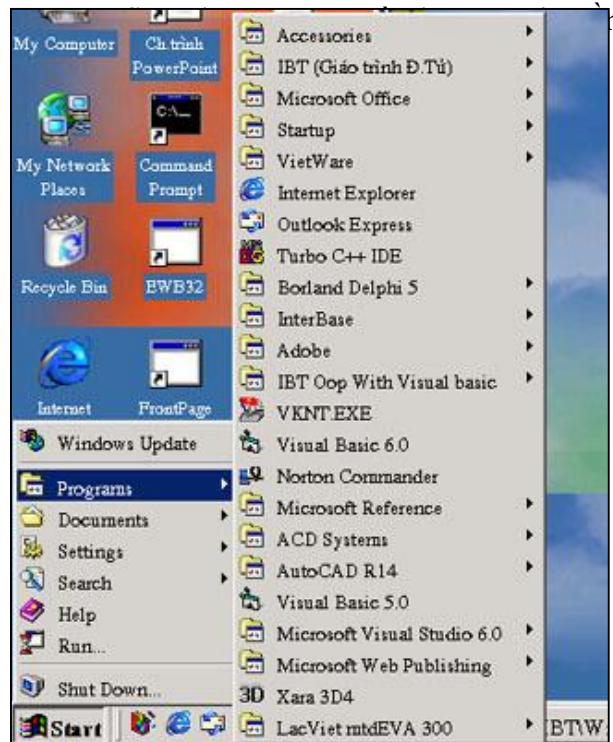 My Computer
Ch.trình
PowerPoint
My Network
Places
C:\_
Command
Prompt
Recycle Bin
EWB32
Internet
FrontPage
Windows Update
Programs
Documents
Settings
Search
Help
Run...
Shut Down...
Start
Accessories
IBT (Giáo trình Đ.Tử)
Microsoft Office
Startup
VietWare
Internet Explorer
Outlook Express
Turbo C++ IDE
Borland Delphi 5
InterBase
Adobe
IBT Oop With Visual basic
VKNT.EXE
Visual Basic 6.0
Norton Commander
Microsoft Reference
ACD Systems
AutoCAD R14
Visual Basic 5.0
Microsoft Visual Studio 6.0
Microsoft Web Publishing
3D Xara 3D4
LacViet mtdEVA 300
IBT\W